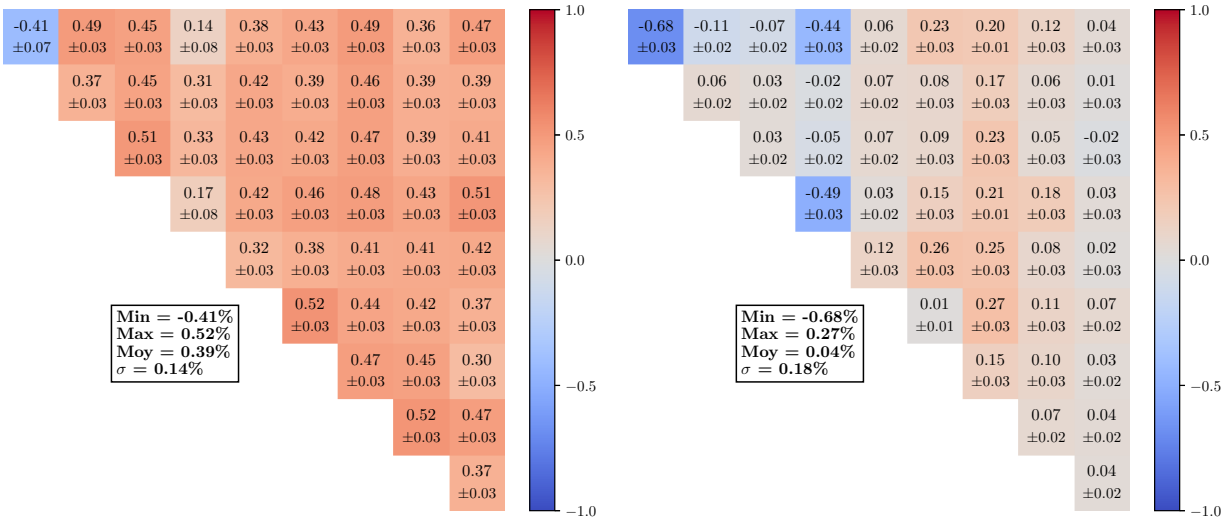 -0.41 0.49 0.45 0.14 0.38 0.43 0.49 0.36 0.47
±0.07 ±0.03 ±0.03 ±0.08 ±0.03 ±0.03 ±0.03 ±0.03 ±0.03
0.37 0.45 0.31 0.42 0.39 0.46 0.39 0.39
±0.03 ±0.03 ±0.03 ±0.03 ±0.03 ±0.03 ±0.03 ±0.03
0.51 0.33 0.43 0.42 0.47 0.39 0.41
±0.03 ±0.03 ±0.03 ±0.03 ±0.03 ±0.03 ±0.03
0.17 0.42 0.46 0.48 0.43 0.51
±0.08 ±0.03 ±0.03 ±0.03 ±0.03 ±0.03
0.32 0.38 0.41 0.41 0.42
±0.03 ±0.03 ±0.03 ±0.03 ±0.03
0.52 0.44 0.42 0.37
±0.03 ±0.03 ±0.03 ±0.03
0.47 0.45 0.30
±0.03 ±0.03 ±0.03
0.52 0.47
±0.03 ±0.03
0.37
±0.03
Min = -0.41%
Max = 0.52%
Moy = 0.39%
σ = 0.14%
1.0
0.5
0.0
−0.5
−1.0
-0.68 -0.11 -0.07 -0.44 0.06 0.23 0.20 0.12 0.04
±0.03 ±0.02 ±0.02 ±0.03 ±0.02 ±0.03 ±0.01 ±0.02 ±0.03
0.06 0.03 -0.02 0.07 0.08 0.17 0.06 0.01
±0.02 ±0.02 ±0.02 ±0.02 ±0.03 ±0.03 ±0.03 ±0.03
0.03 -0.05 0.07 0.09 0.23 0.05 -0.02
±0.02 ±0.02 ±0.02 ±0.03 ±0.03 ±0.02 ±0.03
-0.49 0.03 0.15 0.21 0.18 0.03
±0.03 ±0.02 ±0.03 ±0.01 ±0.03 ±0.03
0.12 0.26 0.25 0.08 0.02
±0.03 ±0.03 ±0.03 ±0.02 ±0.03
0.01 0.27 0.11 0.07
±0.01 ±0.03 ±0.03 ±0.02
0.15 0.10 0.03
±0.03 ±0.03 ±0.02
0.07 0.04
±0.02 ±0.02
0.04
±0.02
Min = -0.68%
Max = 0.27%
Moy = 0.04%
σ = 0.18%
1.0
0.5
0.0
−0.5
−1.0